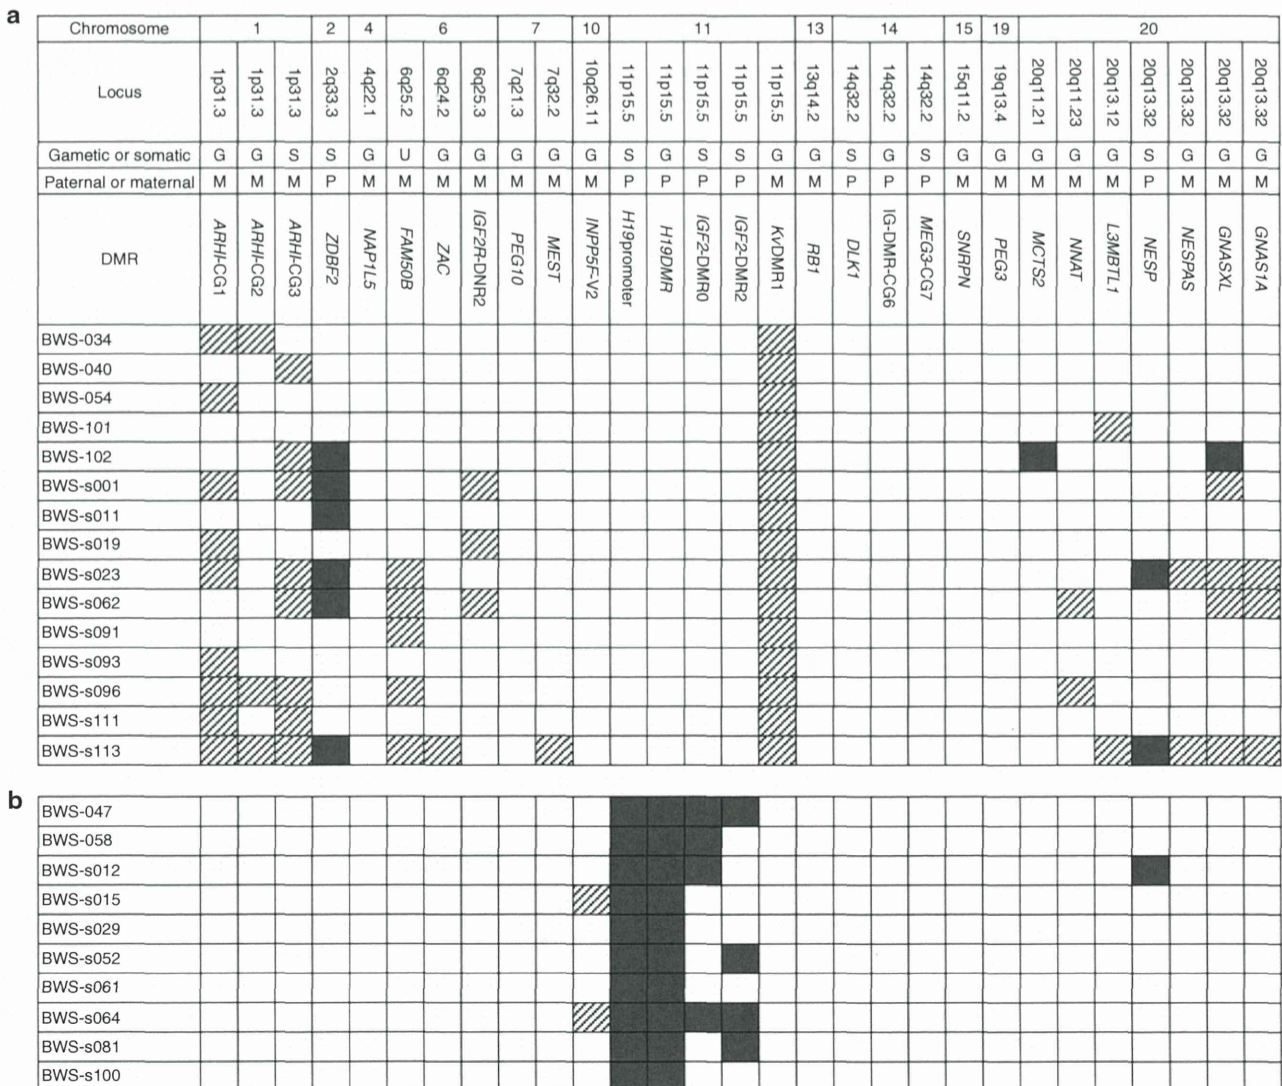 a
Chromosome 1 2 4 6 7 10 11 13 14 15 19 20
Locus 1p31.3 1p31.3 1p31.3 2q33.3 4q22.1 6q25.2 6q24.2 6q25.3 7q21.3 7q32.2 10q26.11 11p15.5 11p15.5 11p15.5 11p15.5 11p15.5 13q14.2 14q32.2 14q32.2 14q32.2 15q11.2 19q13.4 20q11.21 20q11.23 20q13.12 20q13.32 20q13.32 20q13.32 20q13.32
Gametic or somatic G G S S G U G G G G G S G S S G G S G S G G G G G S G G G
Paternal or maternal M M M P M M M M M M M P P P P M M P P P M M M M M P M M M
DMR ARHI-CG1 ARHI-CG2 ARHI-CG3 ZDBF2 NAP1L5 FAM50B ZAC IGF2R-DNR2 PEG10 MEST INPP5F-V2 H19promoter H19DMR IGF2-DMR0 IGF2-DMR2 KvDMR1 RB1 DLK1 IG-DMR-CG6 MEG3-CG7 SNRPN PEG3 MCTS2 NNAT L3MBTL1 NESP NESPAS GNASXL GNAS1A
BWS-034
BWS-040
BWS-054
BWS-101
BWS-102
BWS-s001
BWS-s011
BWS-s019
BWS-s023
BWS-s062
BWS-s091
BWS-s093
BWS-s096
BWS-s111
BWS-s113
b
BWS-047
BWS-058
BWS-s012
BWS-s015
BWS-s029
BWS-s052
BWS-s061
BWS-s064
BWS-s081
BWS-s100